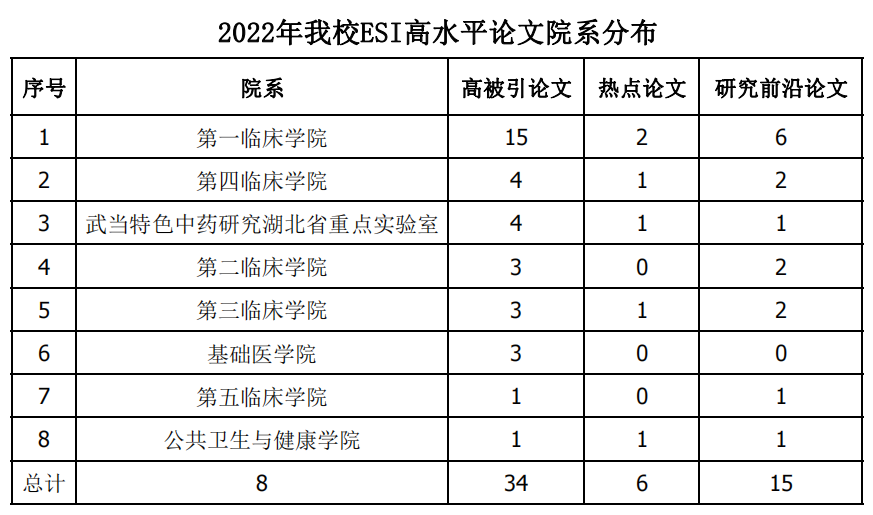 2022年我校ESI高水平论文院系分布
序号 院系 高被引论文 热点论文 研究前沿论文
1 第一临床学院 15 2 6
2 第四临床学院 4 1 2
3 武当特色中药研究湖北省重点实验室 4 1 1
4 第二临床学院 3 0 2
5 第三临床学院 3 1 2
6 基础医学院 3 0 0
7 第五临床学院 1 0 1
8 公共卫生与健康学院 1 1 1
总计 8 34 6 15